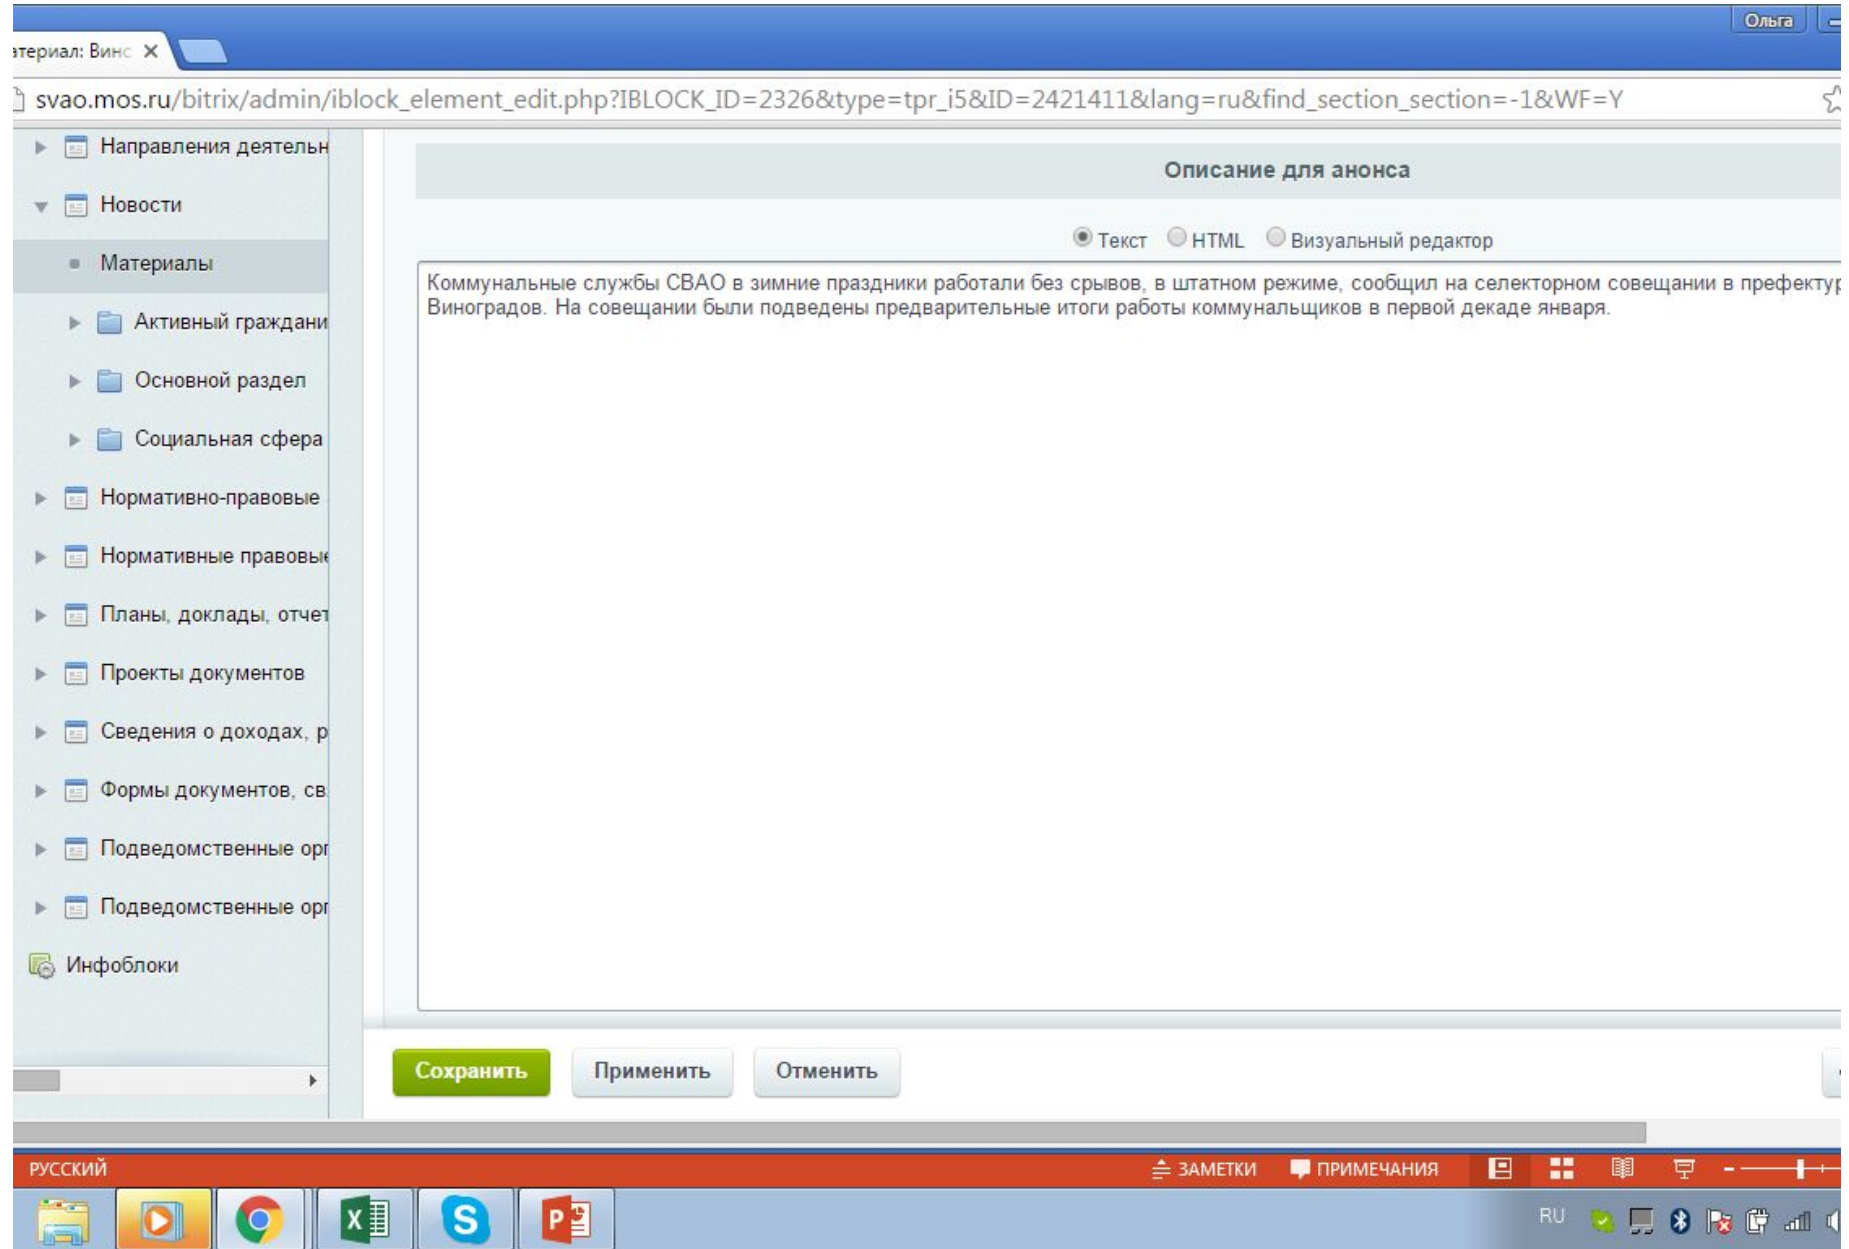 Ольга
атериал: Винс
svao.mos.ru/bitrix/admin/iblock_element_edit.php?IBLOCK_ID=2326&type=tpr_i5&ID=2421411&lang=ru&find_section_section=-1&WF=Y
Направления деятельн
Новости
Материалы
Активный граждани
Основной раздел
Социальная сфера
Нормативно-правовые
Нормативные правовые
Планы, доклады, отчет
Проекты документов
Сведения о доходах, р
Формы документов, св
Подведомственные орг
Подведомственные орг
Инфоблоки
Описание для анонса
Текст HTML Визуальный редактор
Коммунальные службы СВАО в зимние праздники работали без срывов, в штатном режиме, сообщил на селекторном совещании в префектур
Виноградов. На совещании были подведены предварительные итоги работы коммунальщиков в первой декаде января.
Сохранить Применить Отменить
РУССКИЙ ЗАМЕТКИ ПРИМЕЧАНИЯ
RU